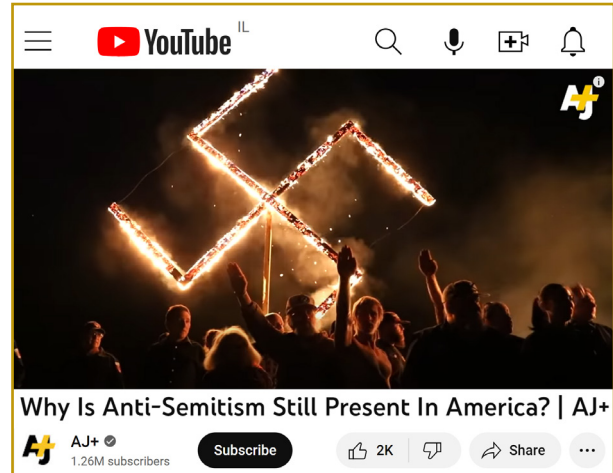 YouTube IL
AJ+
Why Is Anti-Semitism Still Present In America? | AJ+
AJ+
AJ+
1.26M subscribers
Subscribe
2K
Share